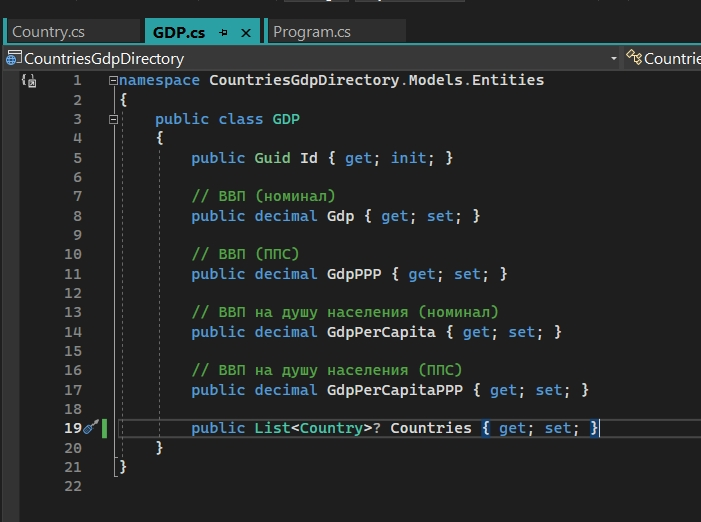 Country.cs GDP.cs Program.cs
CountriesGdpDirectory Countrie
1 namespace CountriesGdpDirectory.Models.Entities
2 {
3 public class GDP
4 {
5 public Guid Id { get; init; }
6
7 // ВВП (номинал)
8 public decimal Gdp { get; set; }
9
10 // ВВП (ППС)
11 public decimal GdpPPP { get; set; }
12
13 // ВВП на душу населения (номинал)
14 public decimal GdpPerCapita { get; set; }
15
16 // ВВП на душу населения (ППС)
17 public decimal GdpPerCapitaPPP { get; set; }
18
19 public List<Country>? Countries { get; set; }
20 }
21 }
22